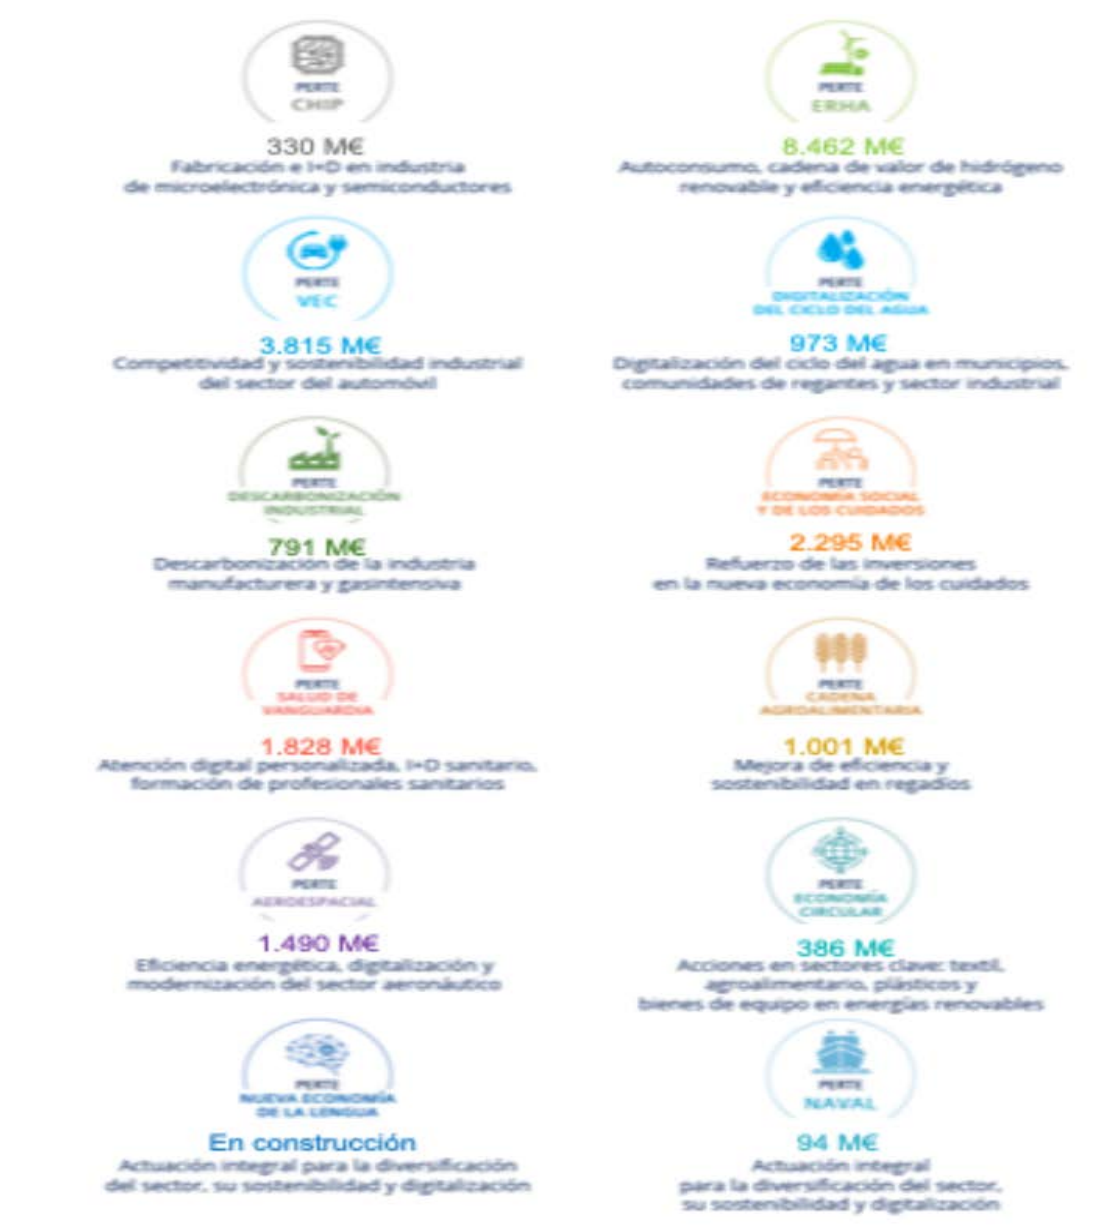 PERTE
CHIP
330 M€
Fabricación e I+D en industria
de microelectrónica y semiconductores
PERTE
ERHA
8.462 M€
Autoconsumo, cadena de valor de hidrógeno
renovable y eficiencia energética
PERTE
VEC
3.815 M€
Competitividad y sostenibilidad industrial
del sector del automóvil
PERTE
DIGITALIZACIÓN
DEL CICLO DEL AGUA
973 M€
Digitalización del ciclo del agua en municipios,
comunidades de regantes y sector industrial
PERTE
DESCARBONIZACIÓN
INDUSTRIAL
791 M€
Descarbonización de la industria
manufacturera y gasintensiva
PERTE
ECONOMÍA SOCIAL
Y DE LOS CUIDADOS
2.295 M€
Refuerzo de las inversiones
en la nueva economía de los cuidados
PERTE
SALUD DE
VANGUARDIA
1.828 M€
Atención digital personalizada, I+D sanitario,
formación de profesionales sanitarios
PERTE
CADENA
AGROALIMENTARIA
1.001 M€
Mejora de eficiencia y
sostenibilidad en regadíos
PERTE
AEROESPACIAL
1.490 M€
Eficiencia energética, digitalización y
modernización del sector aeronáutico
PERTE
ECONOMÍA
CIRCULAR
386 M€
Acciones en sectores clave: textil,
agroalimentario, plásticos y
bienes de equipo en energías renovables
PERTE
NUEVA ECONOMÍA
DE LA LENGUA
En construcción
Actuación integral para la diversificación
del sector, su sostenibilidad y digitalización
PERTE
NAVAL
94 M€
Actuación integral
para la diversificación del sector,
su sostenibilidad y digitalización